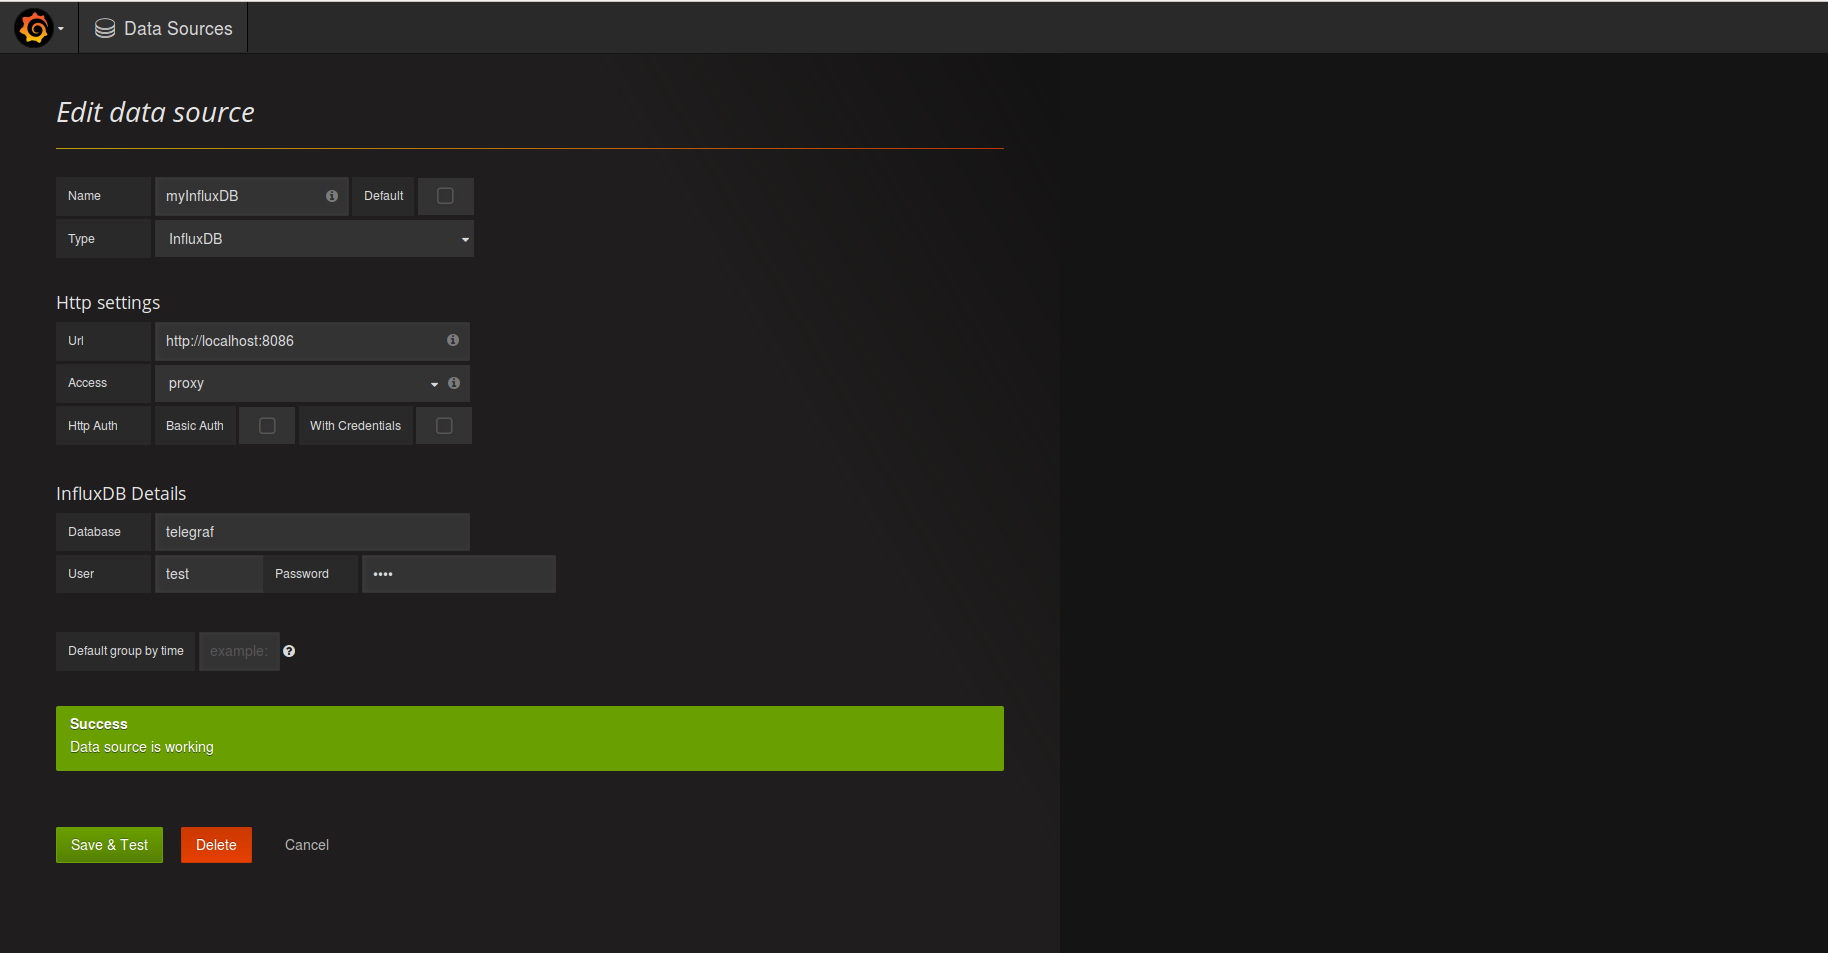 Data Sources
Edit data source
Name myInfluxDB Default
Type InfluxDB
Http settings
Url http://localhost:8086
Access proxy
Http Auth Basic Auth With Credentials
InfluxDB Details
Database telegraf
User test Password ••••
Default group by time example:
Success
Data source is working
Save & Test Delete Cancel